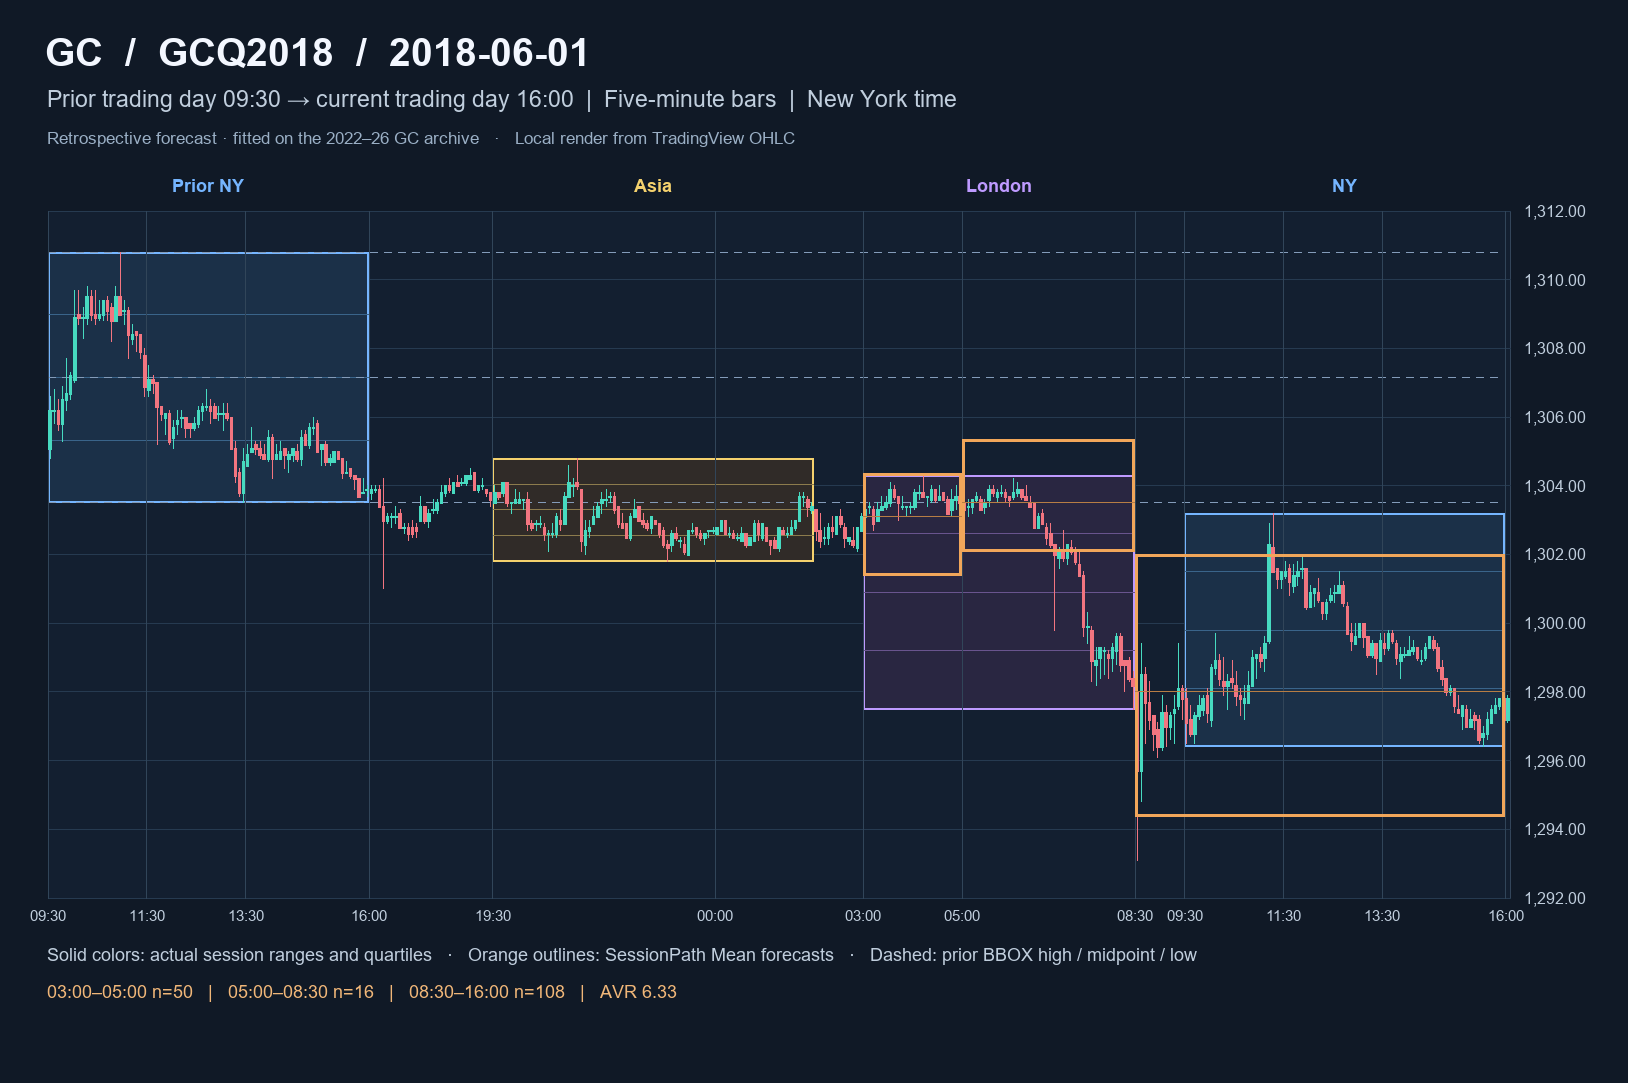 GC / GCQ2018 / 2018-06-01
Prior trading day 09:30 → current trading day 16:00 | Five-minute bars | New York time
Retrospective forecast · fitted on the 2022–26 GC archive · Local render from TradingView OHLC
Prior NY
Asia
London
NY
1,312.00
1,310.00
1,308.00
1,306.00
1,304.00
1,302.00
1,300.00
1,298.00
1,296.00
1,294.00
1,292.00
09:30 11:30 13:30 16:00 19:30 00:00 03:00 05:00 08:30 09:30 11:30 13:30 16:00
Solid colors: actual session ranges and quartiles · Orange outlines: SessionPath Mean forecasts · Dashed: prior BBOX high / midpoint / low
03:00–05:00 n=50 | 05:00–08:30 n=16 | 08:30–16:00 n=108 | AVR 6.33